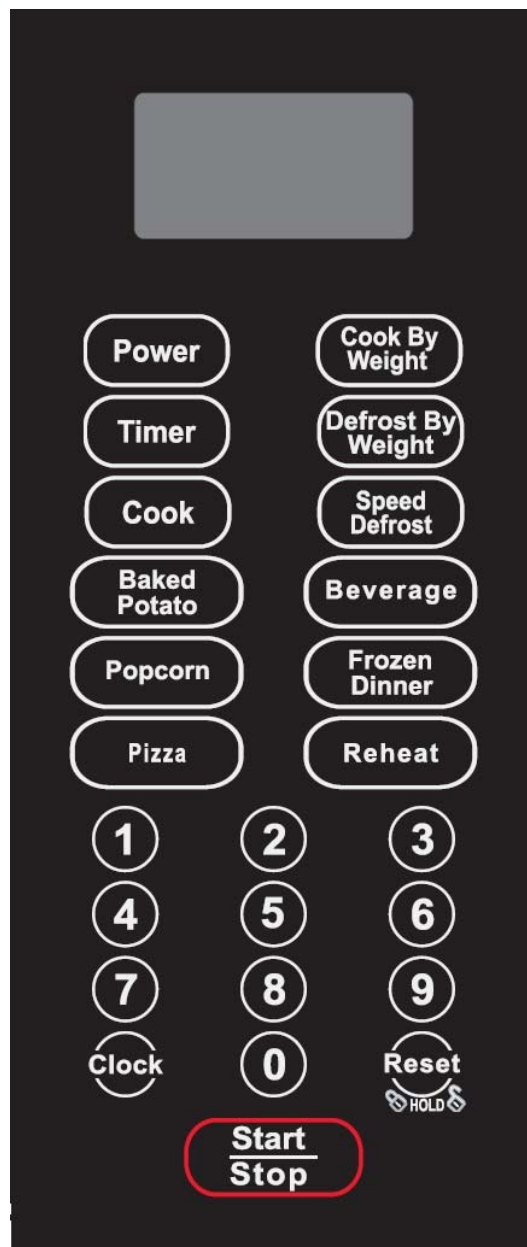 Power
Cook By
Weight
Timer
Defrost By
Weight
Cook
Speed
Defrost
Baked
Potato
Beverage
Popcorn
Frozen
Dinner
Pizza
Reheat
1 2 3
4 5 6
7 8 9
Clock 0 Reset
HOLD
Start
Stop